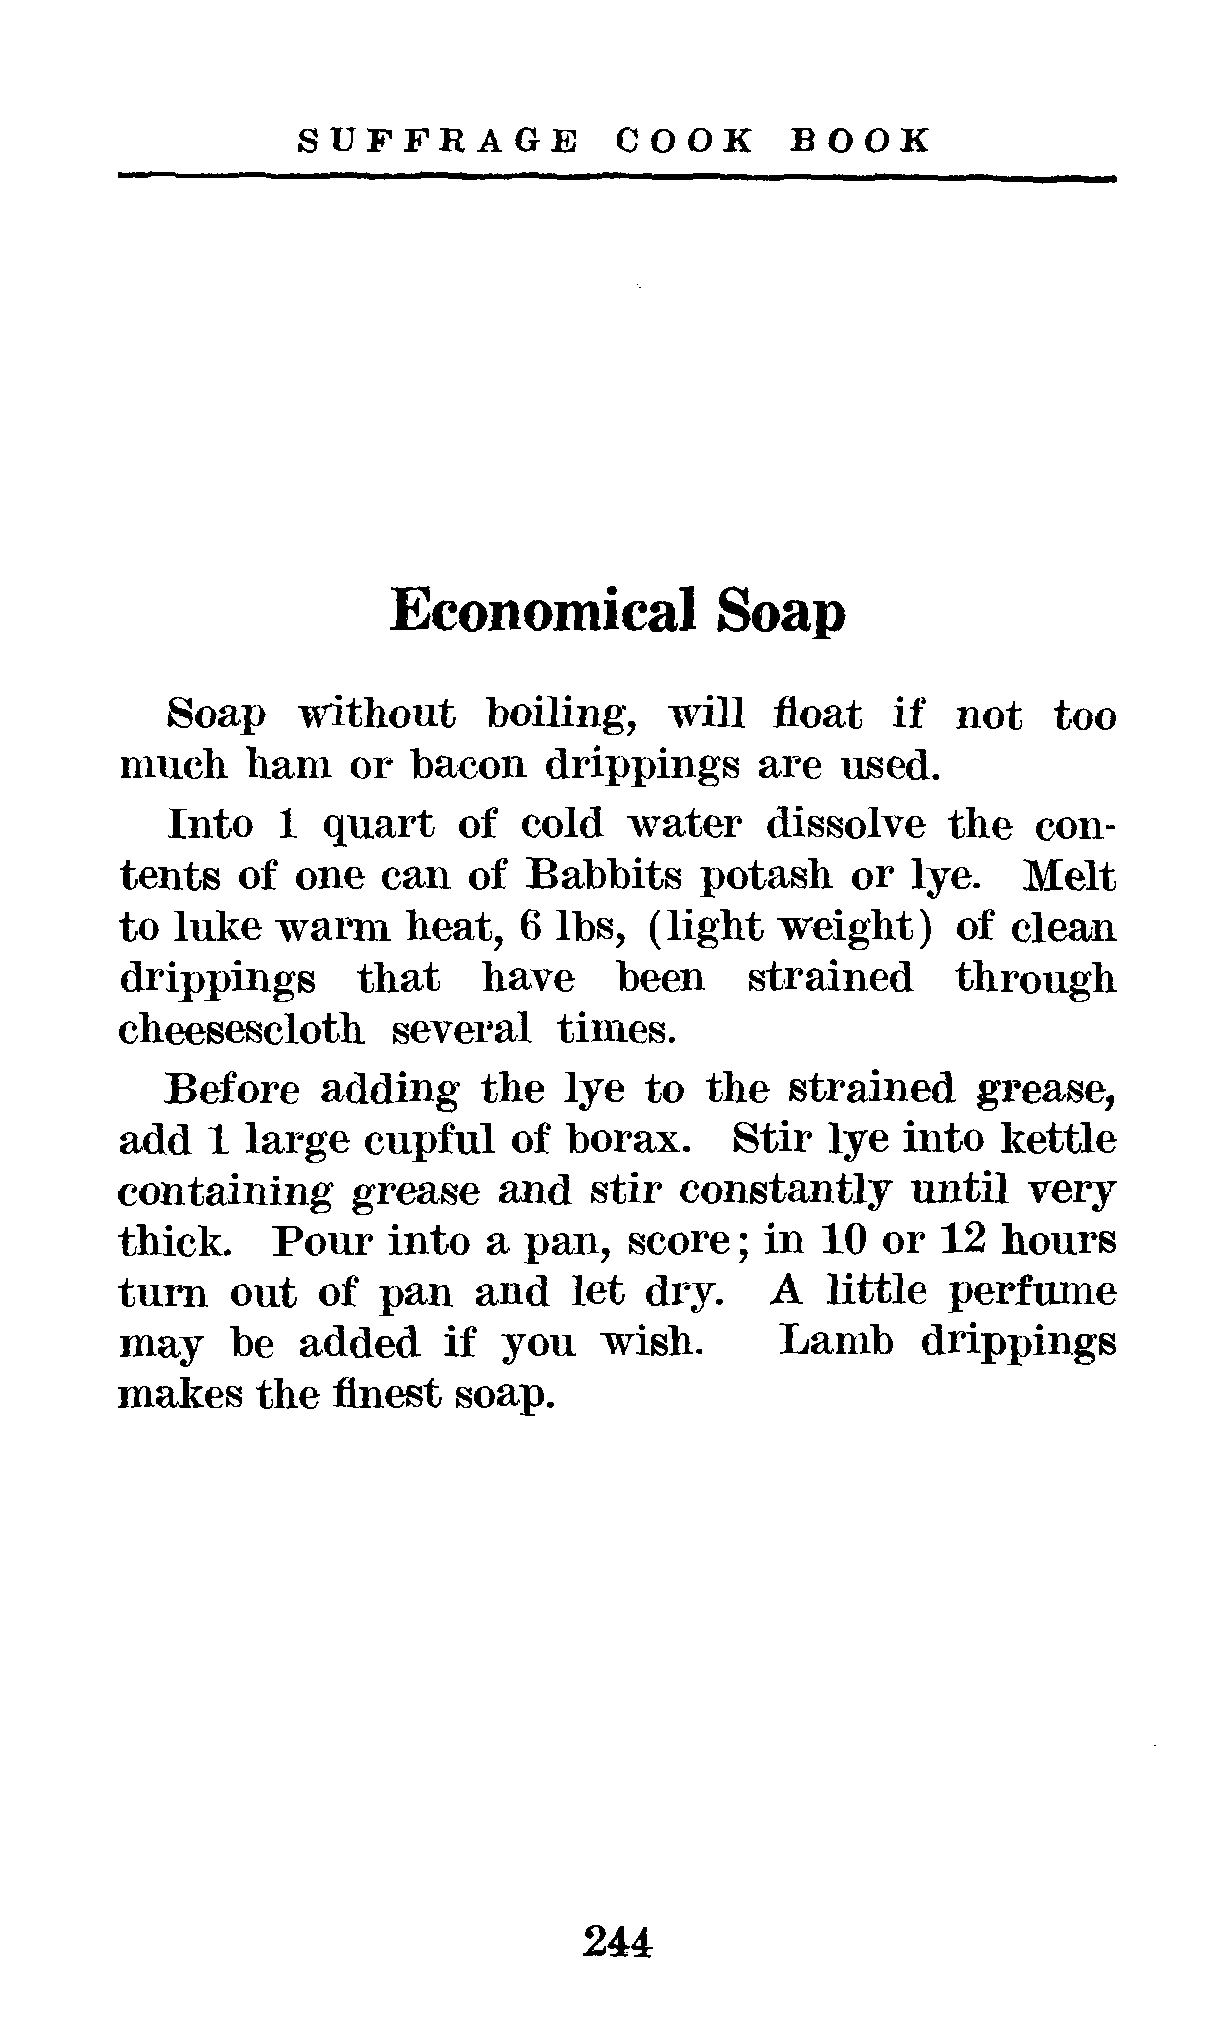 SUFFRAGE COOK BOOK
Economical Soap
Soap without boiling, will float if not too
much ham or bacon drippings are used.
Into 1 quart of cold water dissolve the con-
tents of one can of Babbits potash or lye. Melt
to luke warm heat, 6 lbs, (light weight) of clean
drippings that have been strained through
cheesescloth several times.
Before adding the lye to the strained grease,
add 1 large cupful of borax. Stir lye into kettle
containing grease and stir constantly until very
thick. Pour into a pan, score; in 10 or 12 hours
turn out of pan and let dry. A little perfume
may be added if you wish. Lamb drippings
makes the finest soap.
244